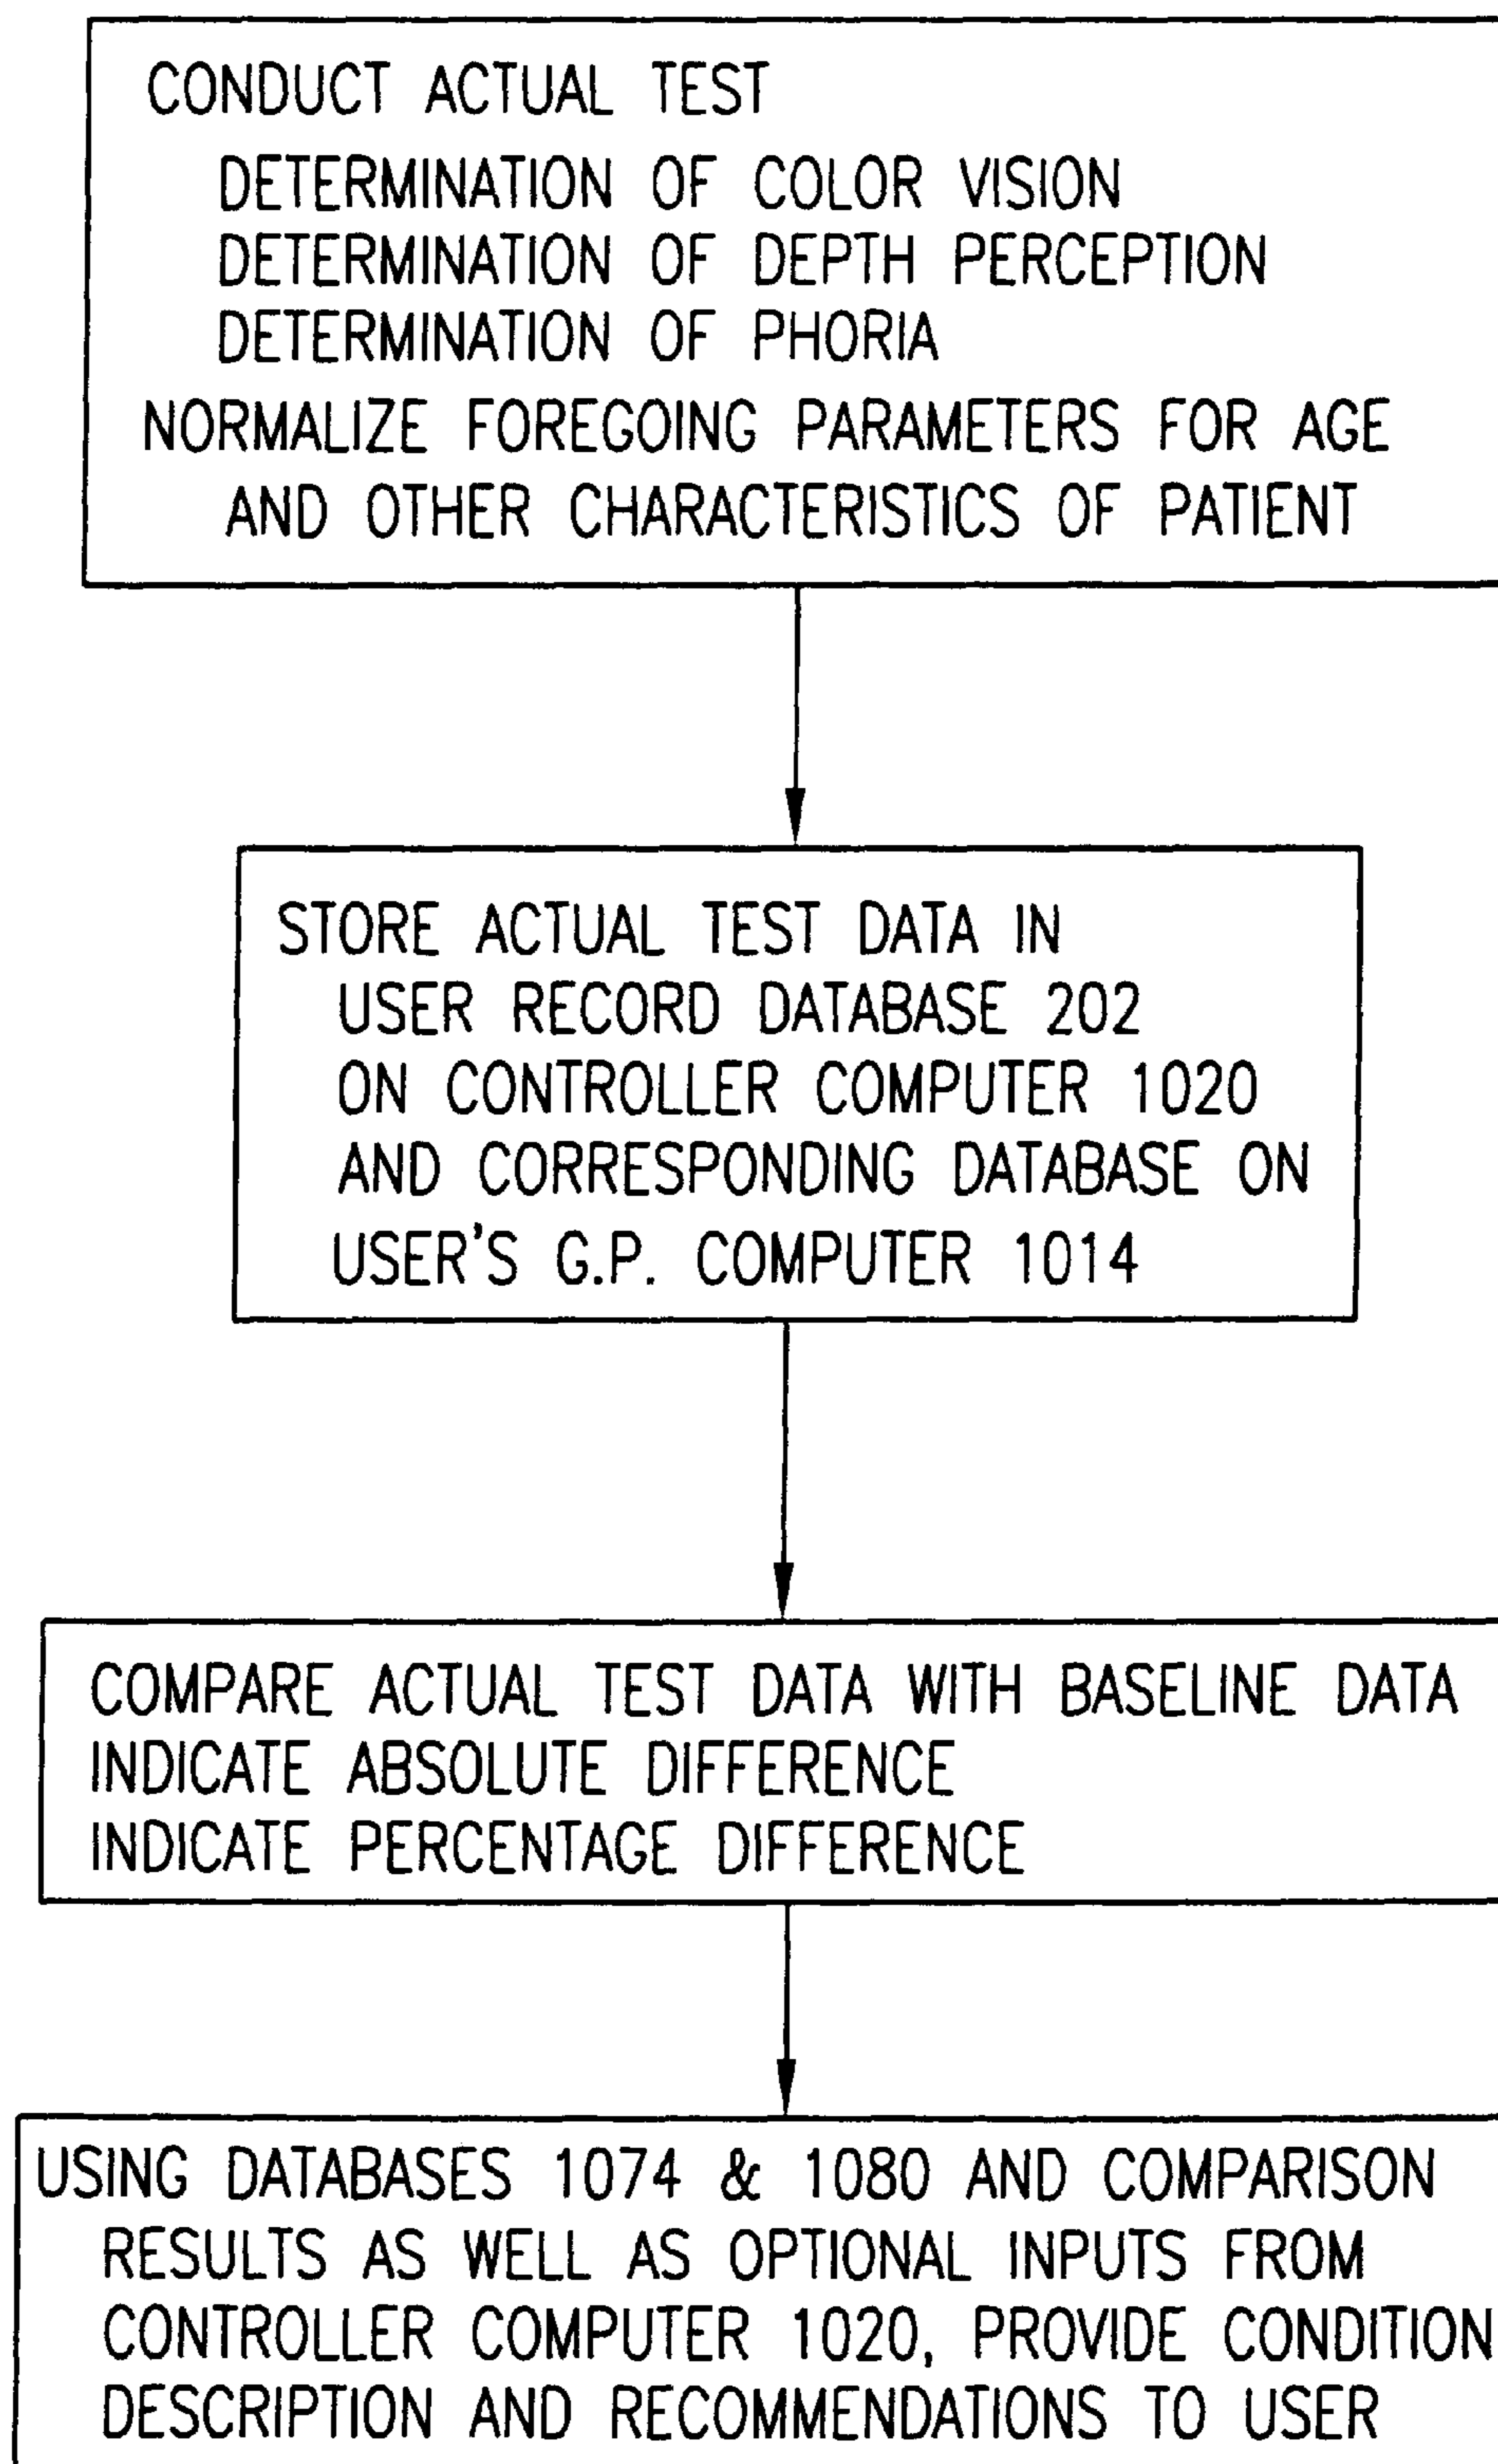 CONDUCT ACTUAL TEST
DETERMINATION OF COLOR VISION
DETERMINATION OF DEPTH PERCEPTION
DETERMINATION OF PHORIA
NORMALIZE FOREGOING PARAMETERS FOR AGE
AND OTHER CHARACTERISTICS OF PATIENT
STORE ACTUAL TEST DATA IN
USER RECORD DATABASE 202
ON CONTROLLER COMPUTER 1020
AND CORRESPONDING DATABASE ON
USER'S G.P. COMPUTER 1014
COMPARE ACTUAL TEST DATA WITH BASELINE DATA
INDICATE ABSOLUTE DIFFERENCE
INDICATE PERCENTAGE DIFFERENCE
USING DATABASES 1074 & 1080 AND COMPARISON
RESULTS AS WELL AS OPTIONAL INPUTS FROM
CONTROLLER COMPUTER 1020, PROVIDE CONDITION
DESCRIPTION AND RECOMMENDATIONS TO USER